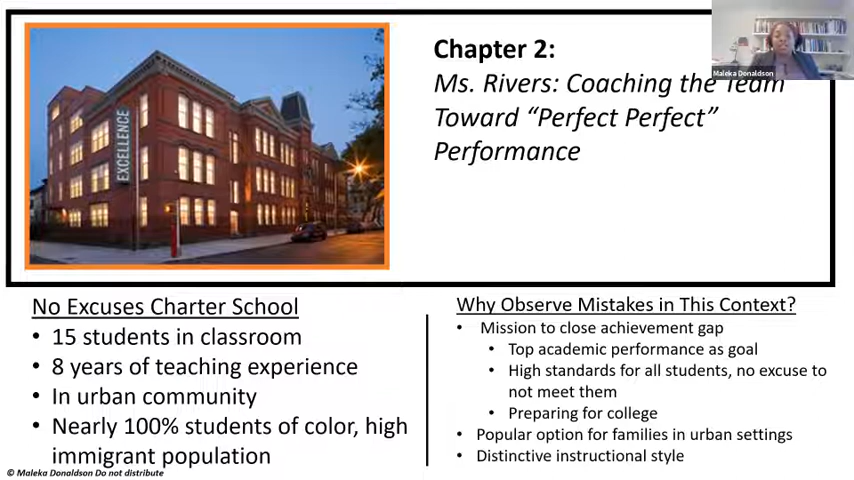 EXCELLENCE
Chapter 2:
Ms. Rivers: Coaching the Team
Toward “Perfect Perfect”
Performance
Maleka Donaldson
No Excuses Charter School
• 15 students in classroom
• 8 years of teaching experience
• In urban community
• Nearly 100% students of color, high
immigrant population
Why Observe Mistakes in This Context?
• Mission to close achievement gap
• Top academic performance as goal
• High standards for all students, no excuse to
not meet them
• Preparing for college
• Popular option for families in urban settings
• Distinctive instructional style
© Maleka Donaldson Do not distribute